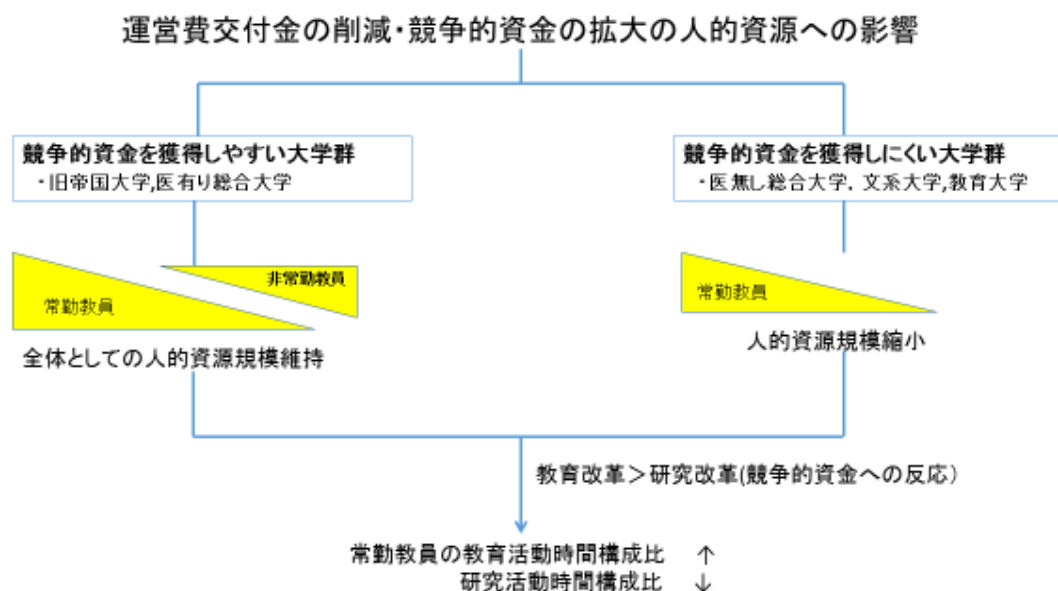 運営費交付金の削減・競争的資金の拡大の人的資源への影響
競争的資金を獲得しやすい大学群
・旧帝国大学,医有り総合大学
競争的資金を獲得しにくい大学群
・医無し総合大学．文系大学,教育大学
非常勤教員
常勤教員
全体としての人的資源規模維持
常勤教員
人的資源規模縮小
教育改革＞研究改革(競争的資金への反応）
常勤教員の教育活動時間構成比　↑
研究活動時間構成比　↓